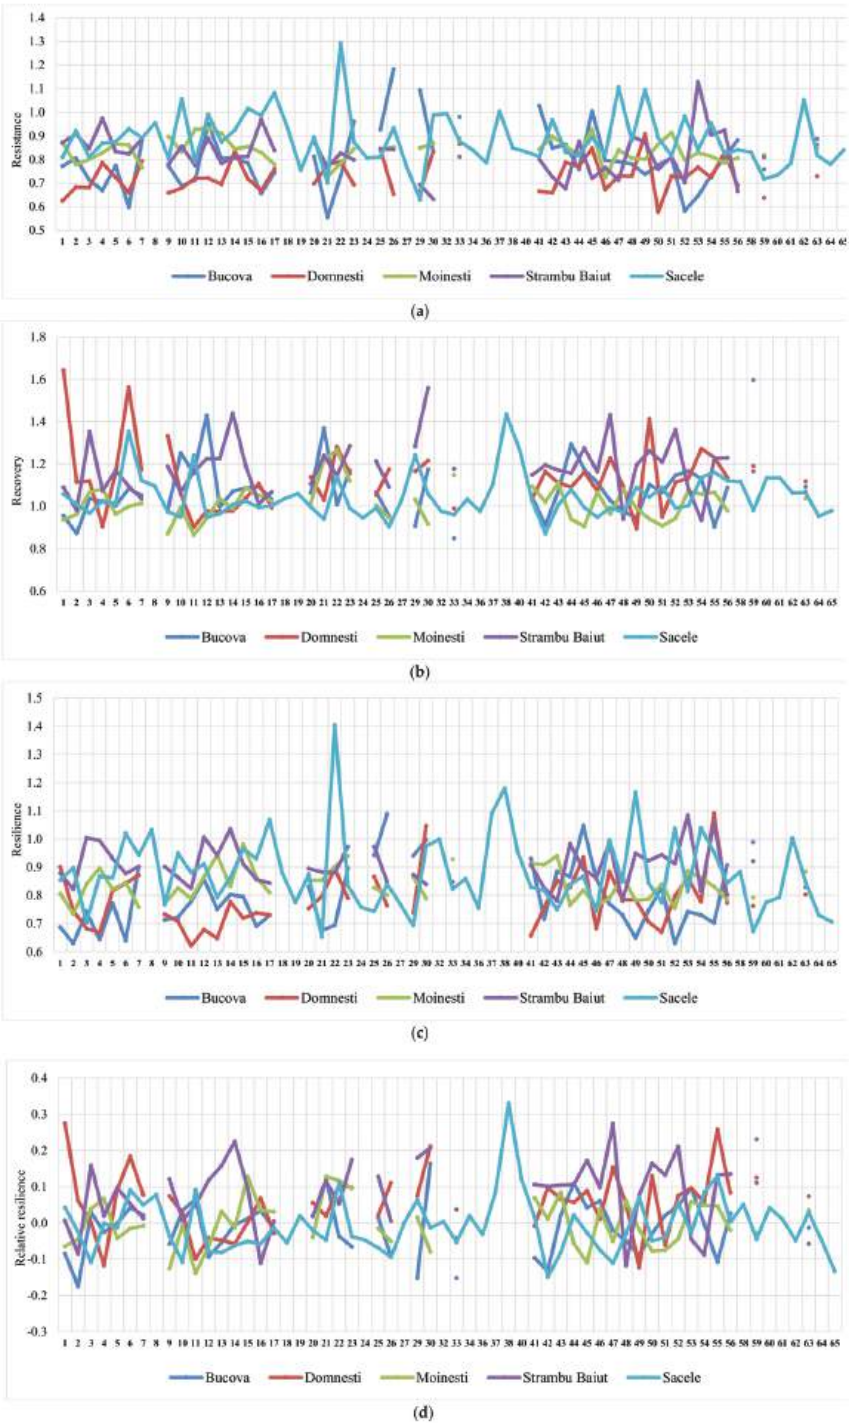 1.4
1.3
1.2
1.1
1.0
0.9
0.8
0.7
0.6
0.5
Resistance
1 2 3 4 5 6 7 8 9 10 11 12 13 14 15 16 17 18 19 20 21 22 23 24 25 26 27 29 30 33 34 36 37 38 40 41 42 43 44 45 46 47 48 49 50 51 52 53 54 55 56 58 59 60 61 62 63 64 65
Bucova Domnesti Moinesti Strambu Baiut Sacele
(a)
1.8
1.6
1.4
1.2
1.0
0.8
0.6
Recovery
1 2 3 4 5 6 7 8 9 10 11 12 13 14 15 16 17 18 19 20 21 22 23 24 25 26 27 29 30 33 34 36 37 38 40 41 42 43 44 45 46 47 48 49 50 51 52 53 54 55 56 58 59 60 61 62 63 64 65
Bucova Domnesti Moinesti Strambu Baiut Sacele
(b)
1.5
1.4
1.3
1.2
1.1
1.0
0.9
0.8
0.7
0.6
Resilience
1 2 3 4 5 6 7 8 9 10 11 12 13 14 15 16 17 18 19 20 21 22 23 24 25 26 27 29 30 33 34 36 37 38 40 41 42 43 44 45 46 47 48 49 50 51 52 53 54 55 56 58 59 60 61 62 63 64 65
Bucova Domnesti Moinesti Strambu Baiut Sacele
(c)
0.4
0.3
0.2
0.1
0.0
-0.1
-0.2
-0.3
Relative resilience
1 2 3 4 5 6 7 8 9 10 11 12 13 14 15 16 17 18 19 20 21 22 23 24 25 26 27 29 30 33 34 36 37 38 40 41 42 43 44 45 46 47 48 49 50 51 52 53 54 55 56 58 59 60 61 62 63 64 65
Bucova Domnesti Moinesti Strambu Baiut Sacele
(d)